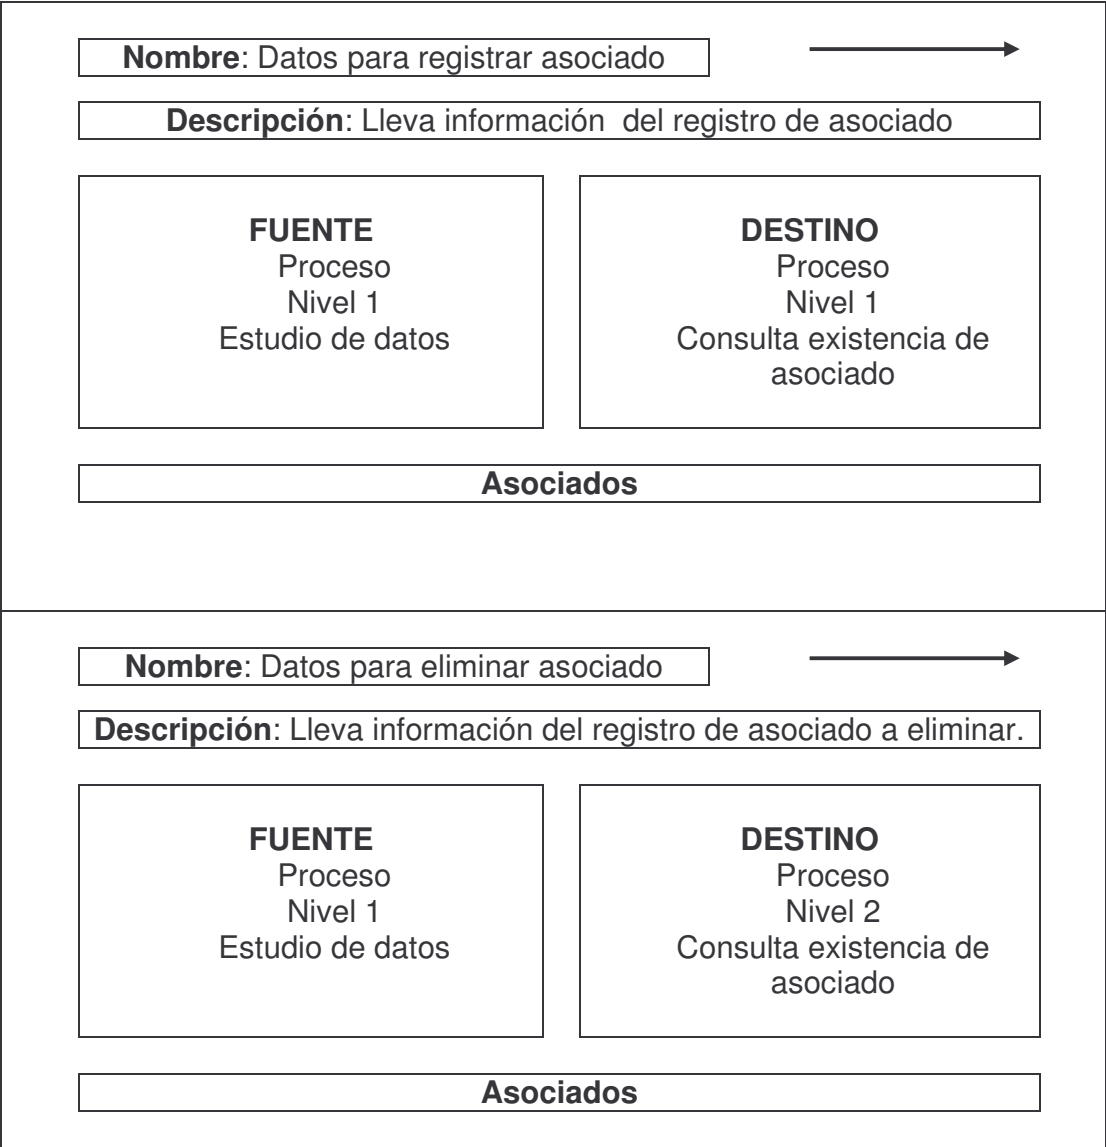 Nombre: Datos para registrar asociado
Descripción: Lleva información  del registro de asociado
FUENTE
Proceso
Nivel 1
Estudio de datos
DESTINO
Proceso
Nivel 1
Consulta existencia de
asociado
Asociados
Nombre: Datos para eliminar asociado
Descripción: Lleva información del registro de asociado a eliminar.
FUENTE
Proceso
Nivel 1
Estudio de datos
DESTINO
Proceso
Nivel 2
Consulta existencia de
asociado
Asociados